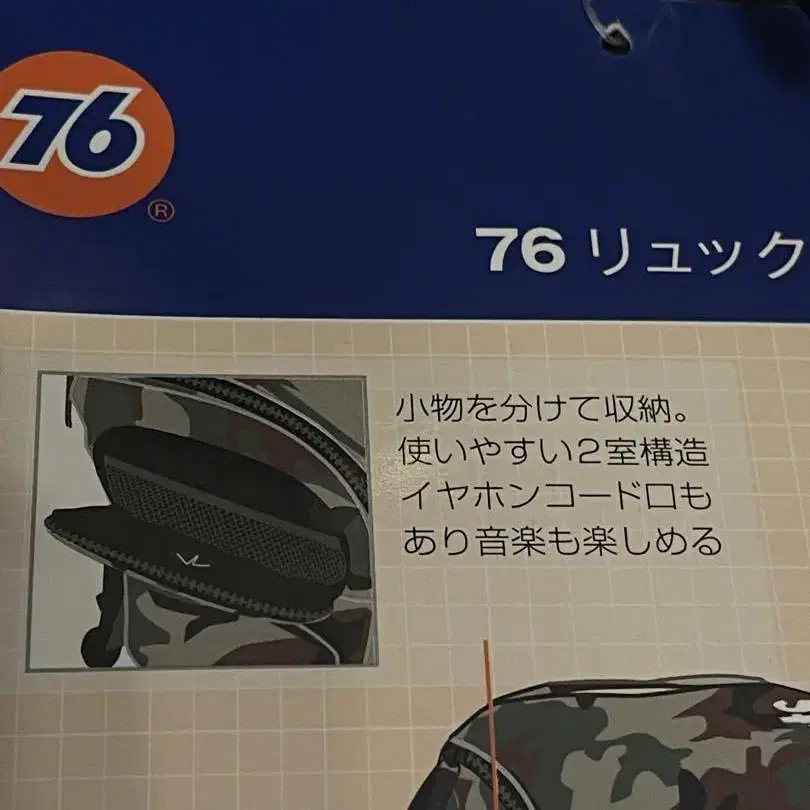 76
®
76 リュック
小物を分けて収納。
使いやすい2室構造
イヤホンコード口も
あり音楽も楽しめる